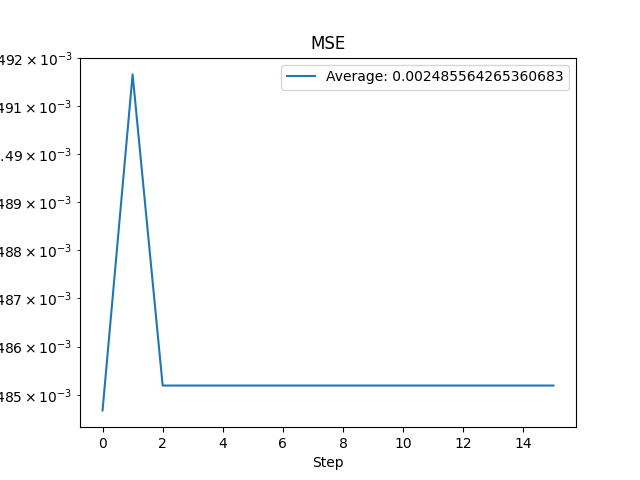 MSE
Average: 0.002485564265360683
492 × 10⁻³
491 × 10⁻³
.49 × 10⁻³
489 × 10⁻³
488 × 10⁻³
487 × 10⁻³
486 × 10⁻³
485 × 10⁻³
0 2 4 6 8 10 12 14
Step